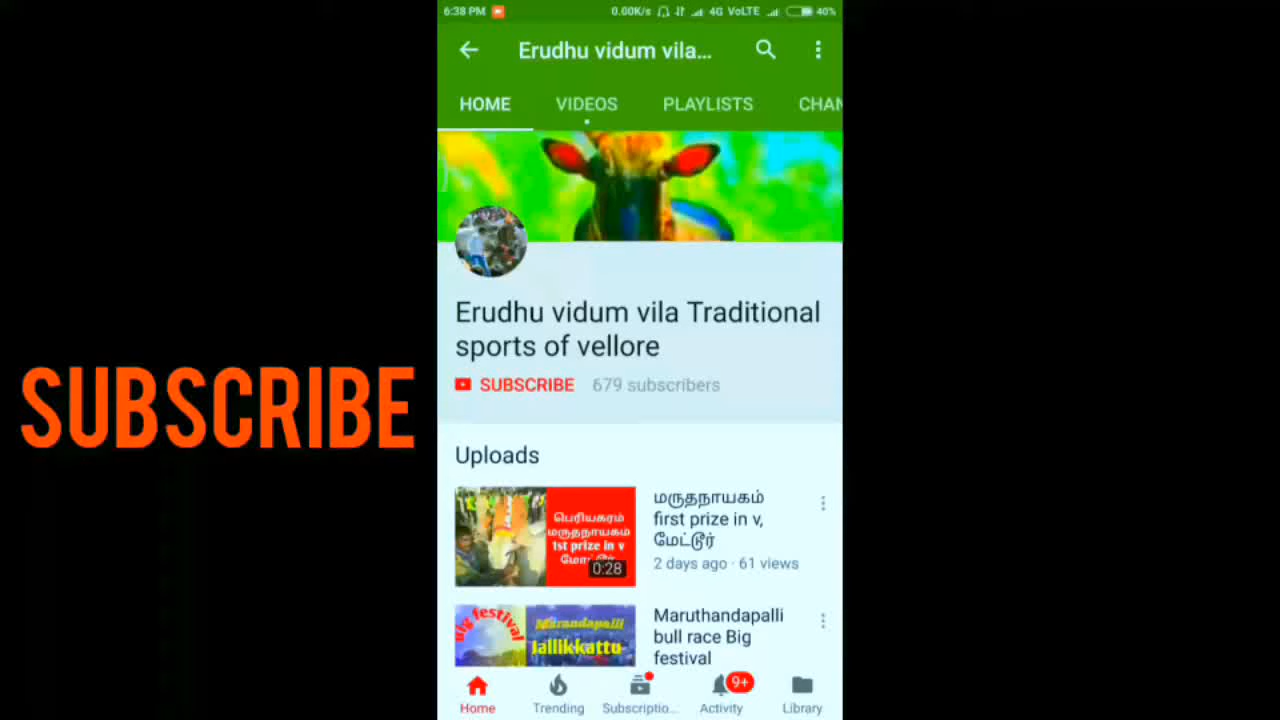 6:38 PM 0.00K/s 4G VoLTE 40%
Erudhu vidum vila...
HOME VIDEOS PLAYLISTS CHAN
Erudhu vidum vila Traditional
sports of vellore
SUBSCRIBE 679 subscribers
SUBSCRIBE
Uploads
பெரியகரம்
மருதநாயகம்
1st prize in v
0:28
மருதநாயகம்
first prize in v,
மேட்டூர்
2 days ago · 61 views
Big festival
Marandapalli
Jallikkattu
Maruthandapalli
bull race Big
festival
9+
Home Trending Subscriptio... Activity Library